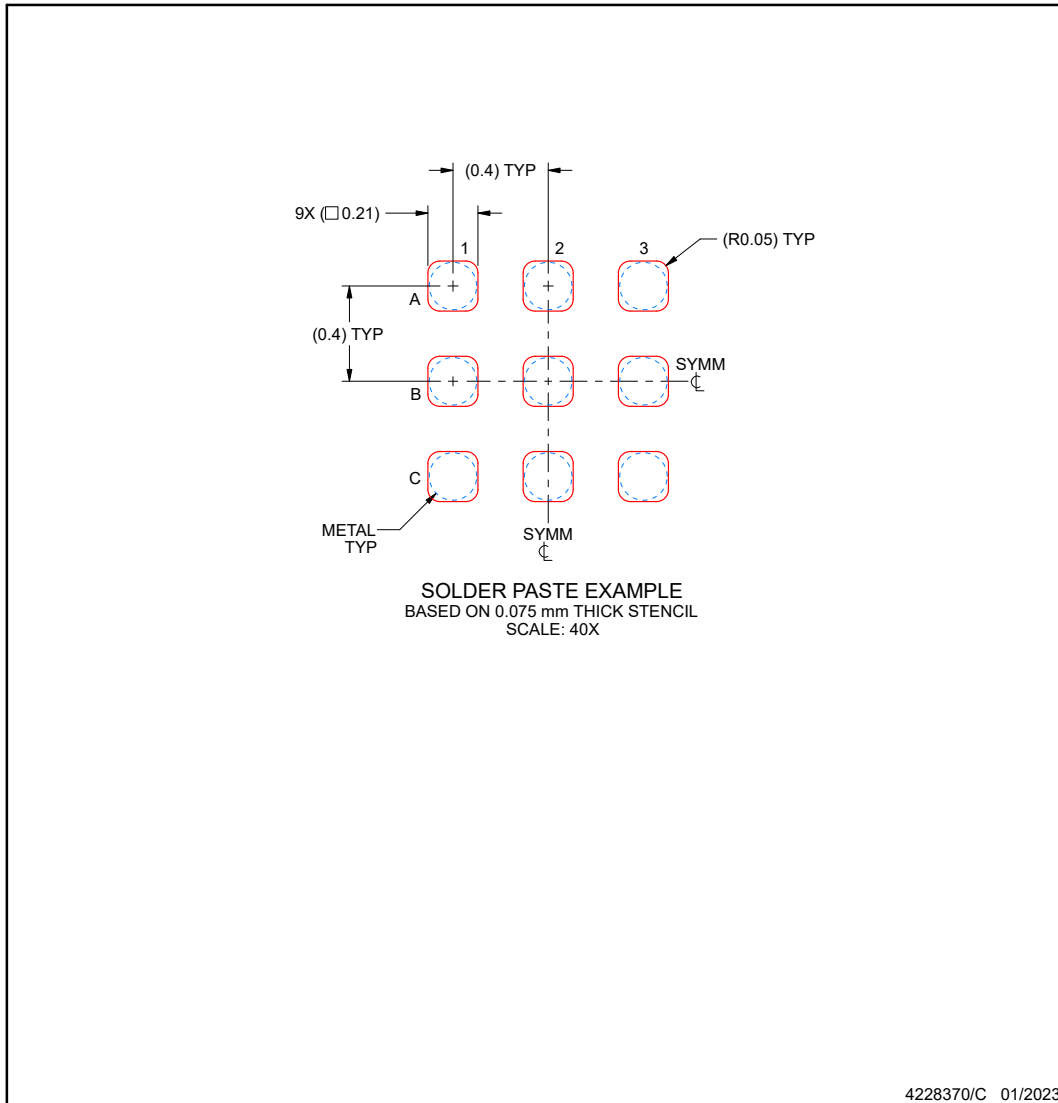 (0.4) TYP
9X (□ 0.21)
1
2
3
(R0.05) TYP
A
(0.4) TYP
SYMM
℄
B
C
METAL
TYP
SYMM
℄
SOLDER PASTE EXAMPLE
BASED ON 0.075 mm THICK STENCIL
SCALE: 40X
4228370/C 01/2023